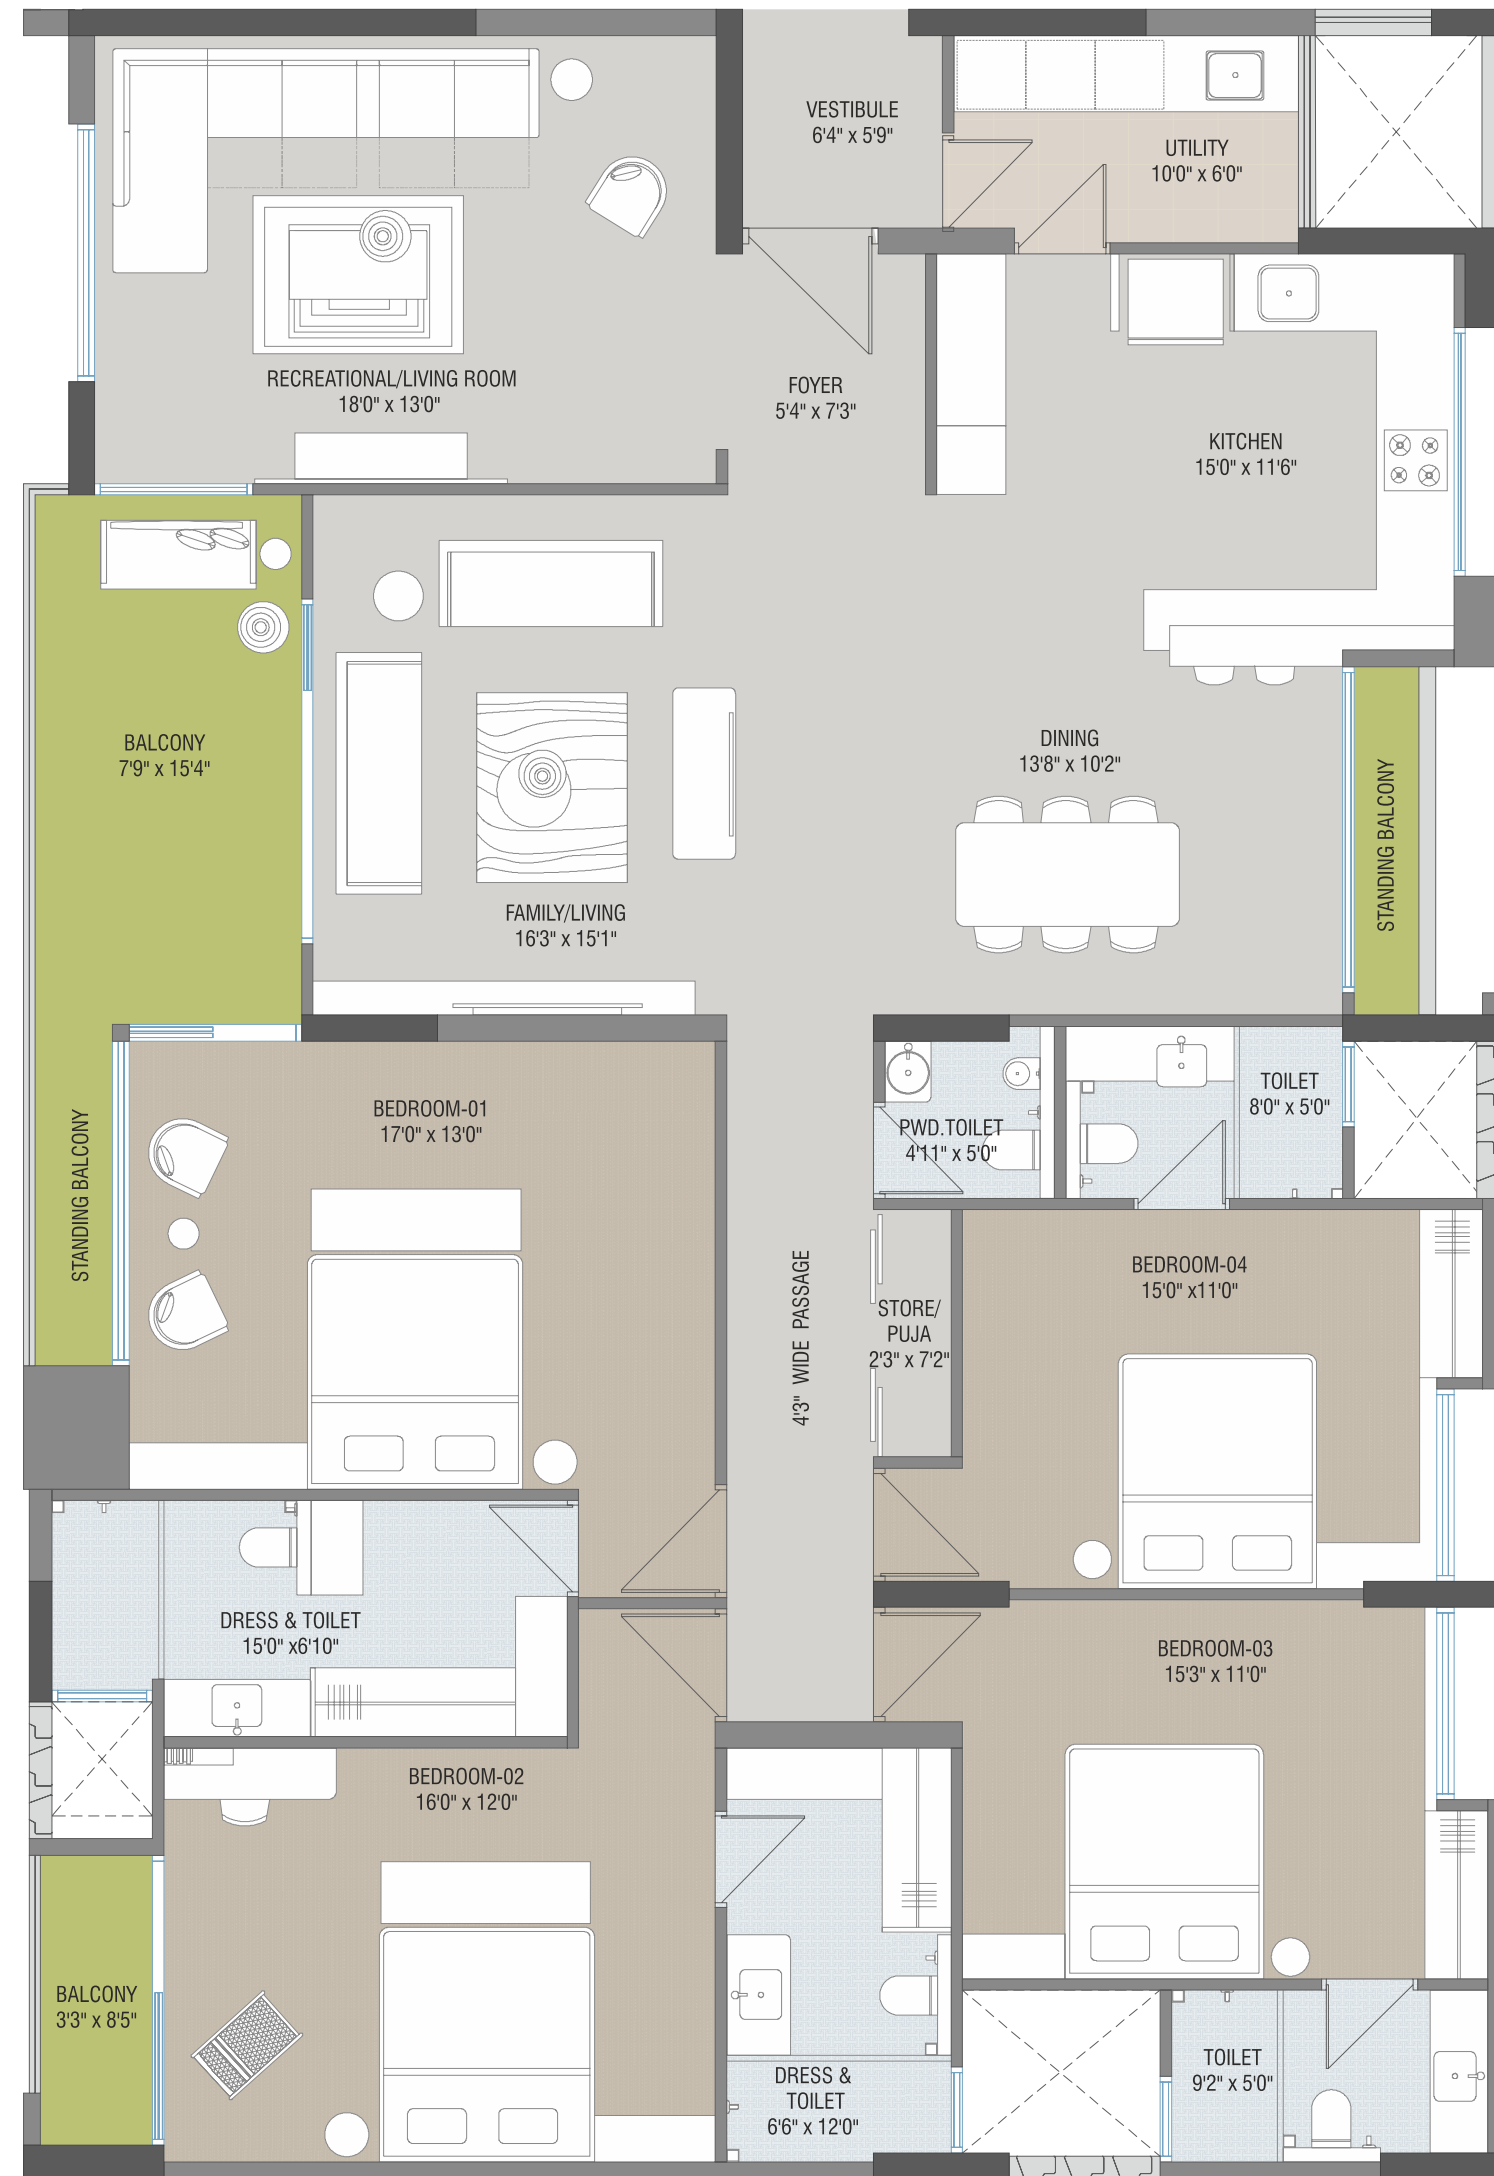 VESTIBULE
6'4" x 5'9"
UTILITY
10'0" x 6'0"
RECREATIONAL/LIVING ROOM
18'0" x 13'0"
FOYER
5'4" x 7'3"
KITCHEN
15'0" x 11'6"
BALCONY
7'9" x 15'4"
DINING
13'8" x 10'2"
STANDING BALCONY
FAMILY/LIVING
16'3" x 15'1"
BEDROOM-01
17'0" x 13'0"
STANDING BALCONY
PWD.TOILET
4'11" x 5'0"
TOILET
8'0" x 5'0"
4'3" WIDE PASSAGE
STORE/
PUJA
2'3" x 7'2"
BEDROOM-04
15'0" x11'0"
DRESS & TOILET
15'0" x6'10"
BEDROOM-03
15'3" x 11'0"
BEDROOM-02
16'0" x 12'0"
BALCONY
3'3" x 8'5"
DRESS &
TOILET
6'6" x 12'0"
TOILET
9'2" x 5'0"